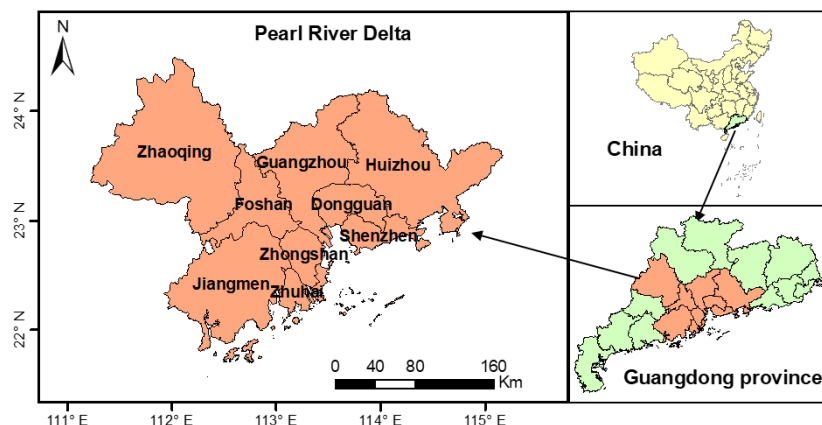 Pearl River Delta
N
24° N
23° N
22° N
Zhaoqing
Guangzhou
Huizhou
Foshan
Dongguan
Shenzhen
Zhongshan
Jiangmen
Zhuhai
0 40 80 160
Km
111° E 112° E 113° E 114° E 115° E
China
Guangdong province